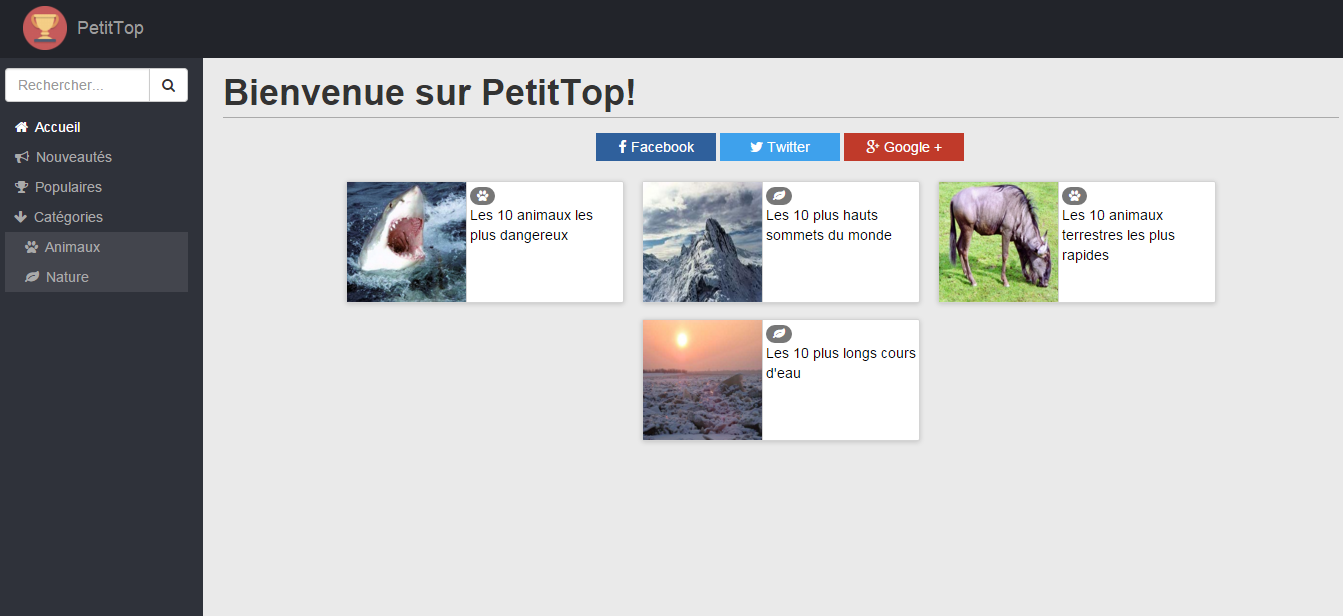 PetitTop
Rechercher...
Accueil
Nouveautés
Populaires
Catégories
Animaux
Nature
Bienvenue sur PetitTop!
Facebook
Twitter
Google +
Les 10 animaux les
plus dangereux
Les 10 plus hauts
sommets du monde
Les 10 animaux
terrestres les plus
rapides
Les 10 plus longs cours
d'eau